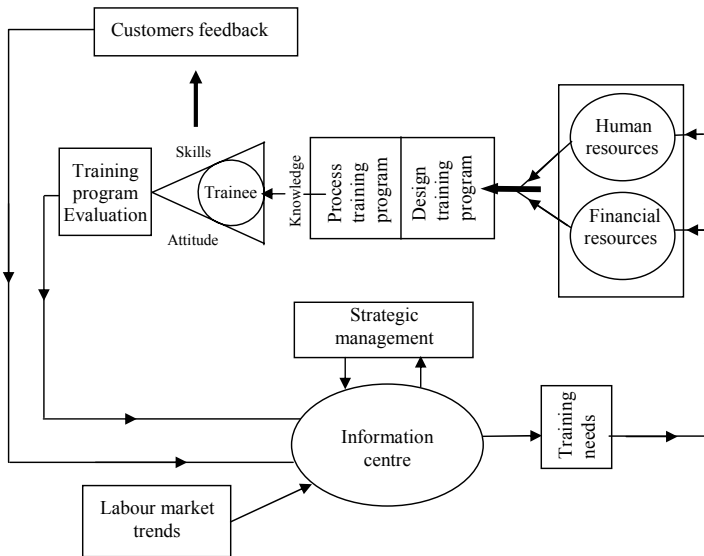 Customers feedback
Training
program
Evaluation
Skills
Trainee
Attitude
Knowledge
Process training
program
Design training
program
Human
resources
Financial
resources
Strategic
management
Information
centre
Training
needs
Labour market
trends